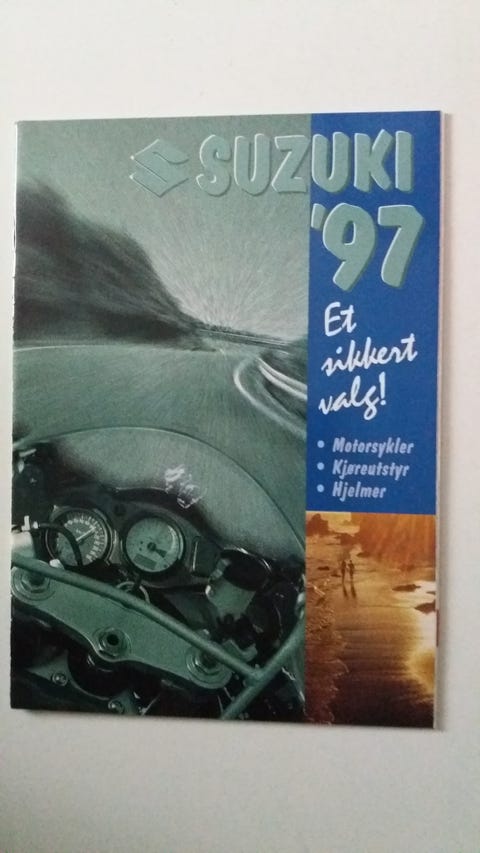 SUZUKI
'97
Et
sikkert
valg!
• Motorsykler
• Kjøreutstyr
• Hjelmer